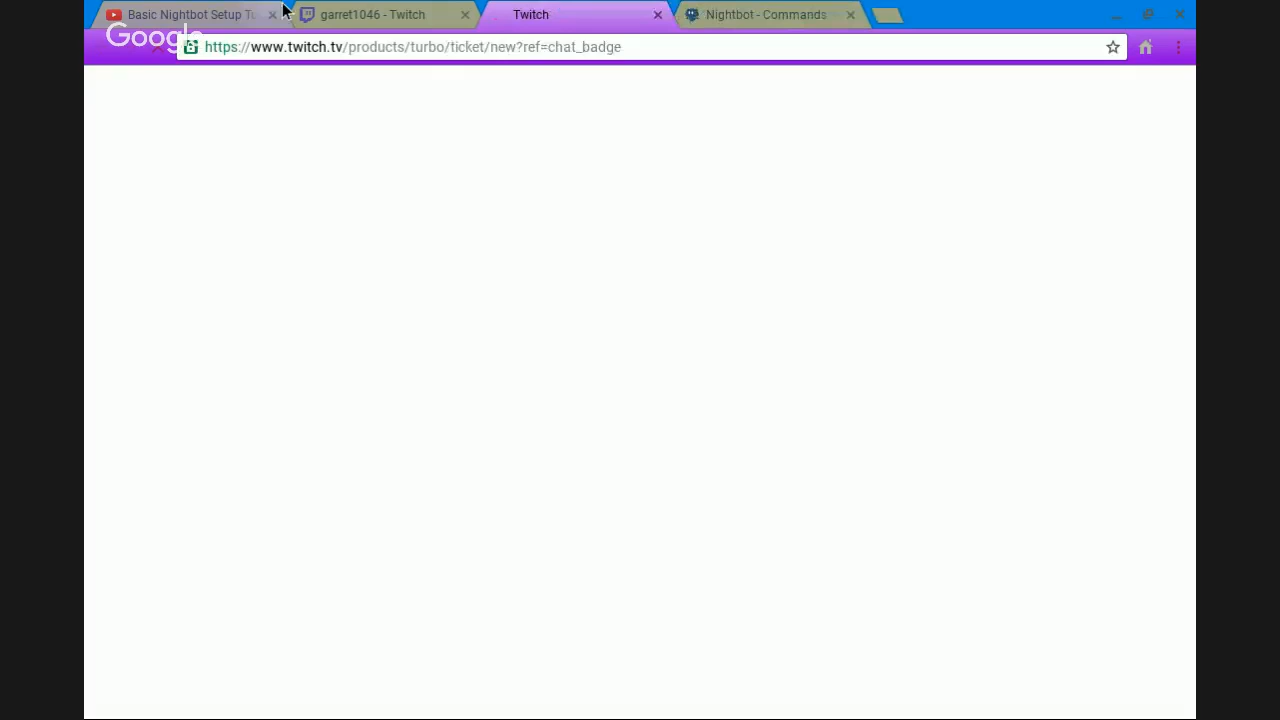 Basic Nightbot Setup Tu
garret1046 - Twitch
Twitch
Nightbot - Commands
Google
https://www.twitch.tv/products/turbo/ticket/new?ref=chat_badge